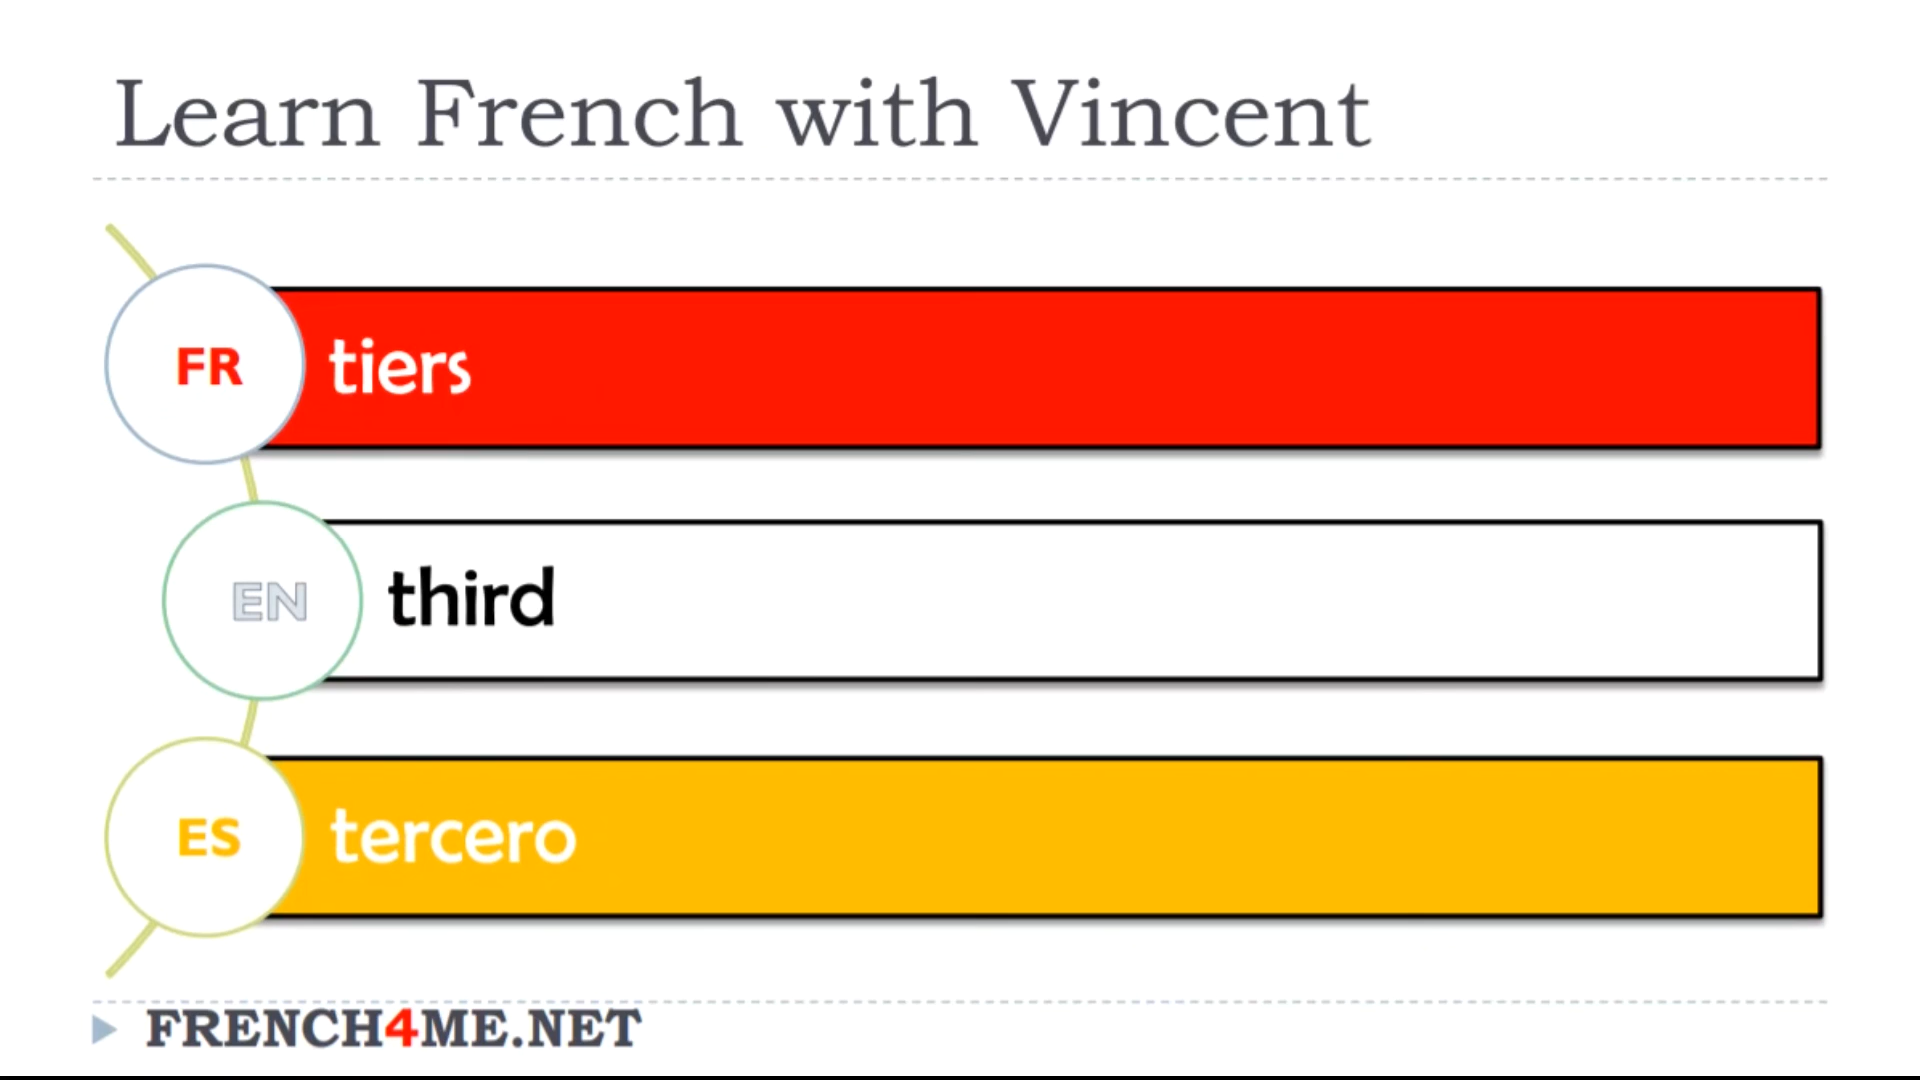 Learn French with Vincent
FR tiers
EN third
ES tercero
FRENCH4ME.NET